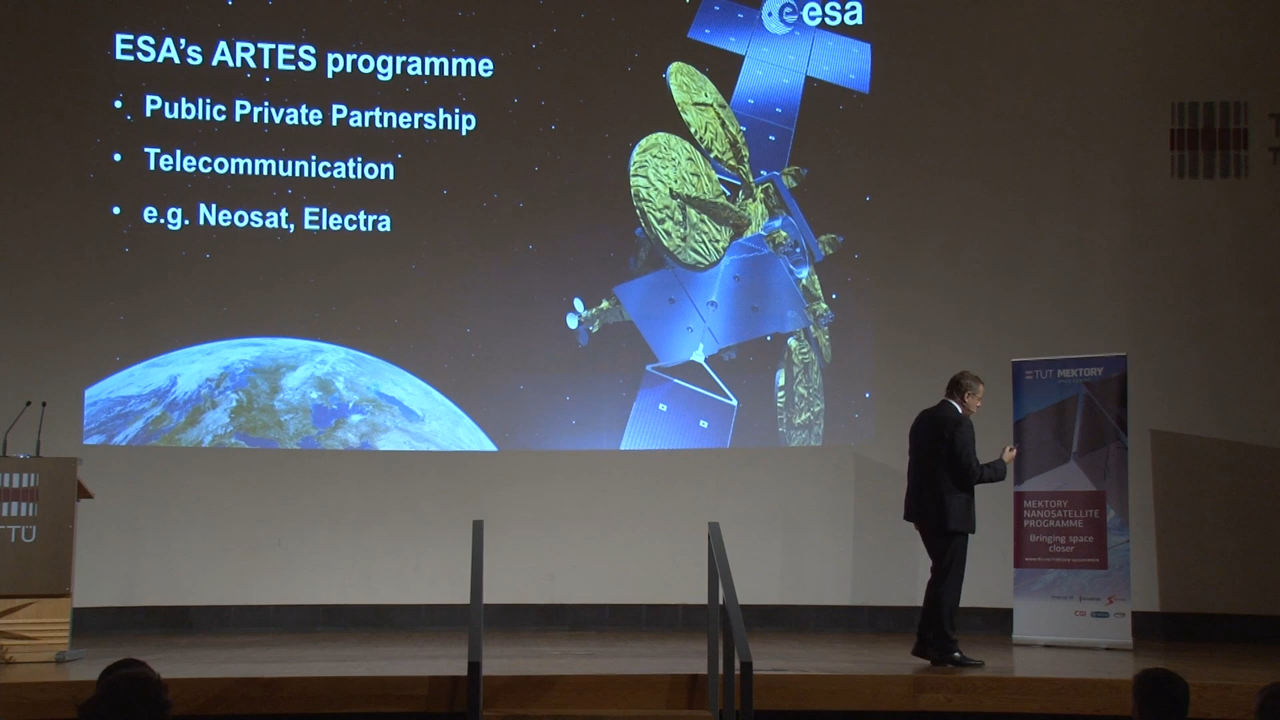 esa
ESA's ARTES programme
• Public Private Partnership
• Telecommunication
• e.g. Neosat, Electra
TTÜ
TUT MEKTORY
MEKTORY
NANOSATELLITE
PROGRAMME
Bringing space
closer
CGI